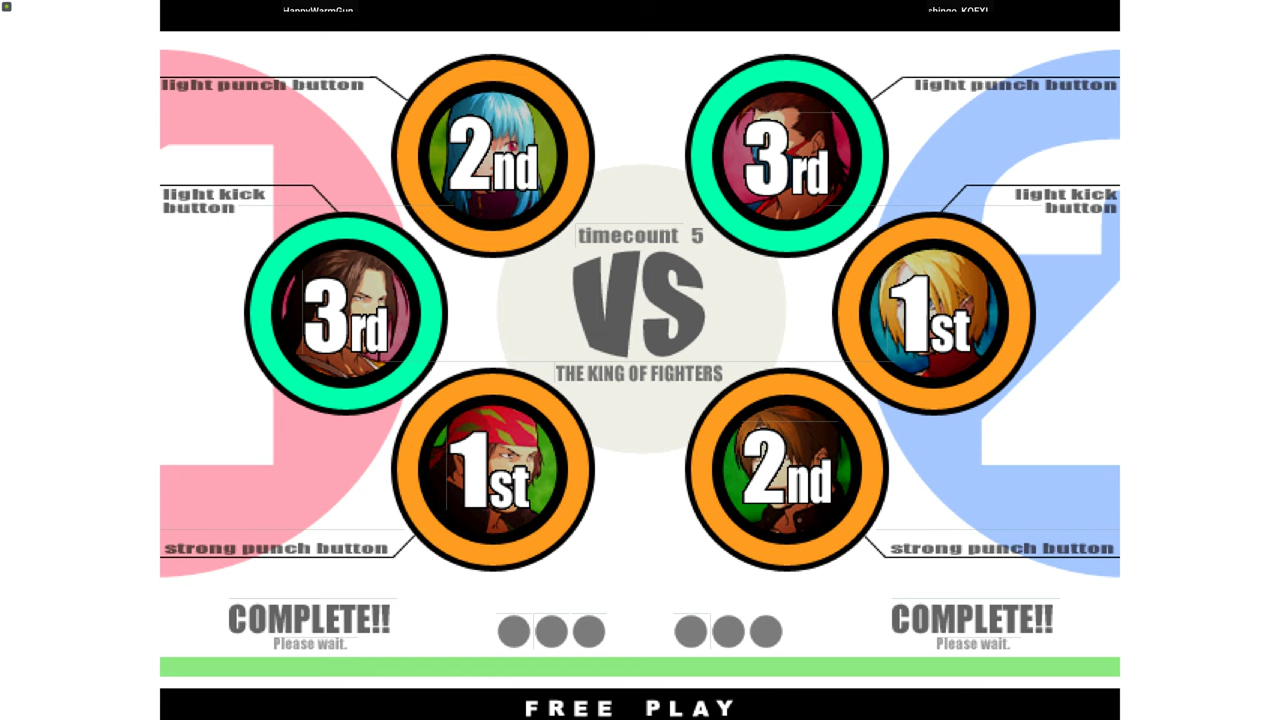 HappyWarmGun
shingo_KOFXI
light punch button
light punch button
2nd
3rd
light kick
button
light kick
button
timecount 5
VS
3rd
1st
THE KING OF FIGHTERS
1st
2nd
strong punch button
strong punch button
COMPLETE!!
Please wait.
COMPLETE!!
Please wait.
FREE PLAY